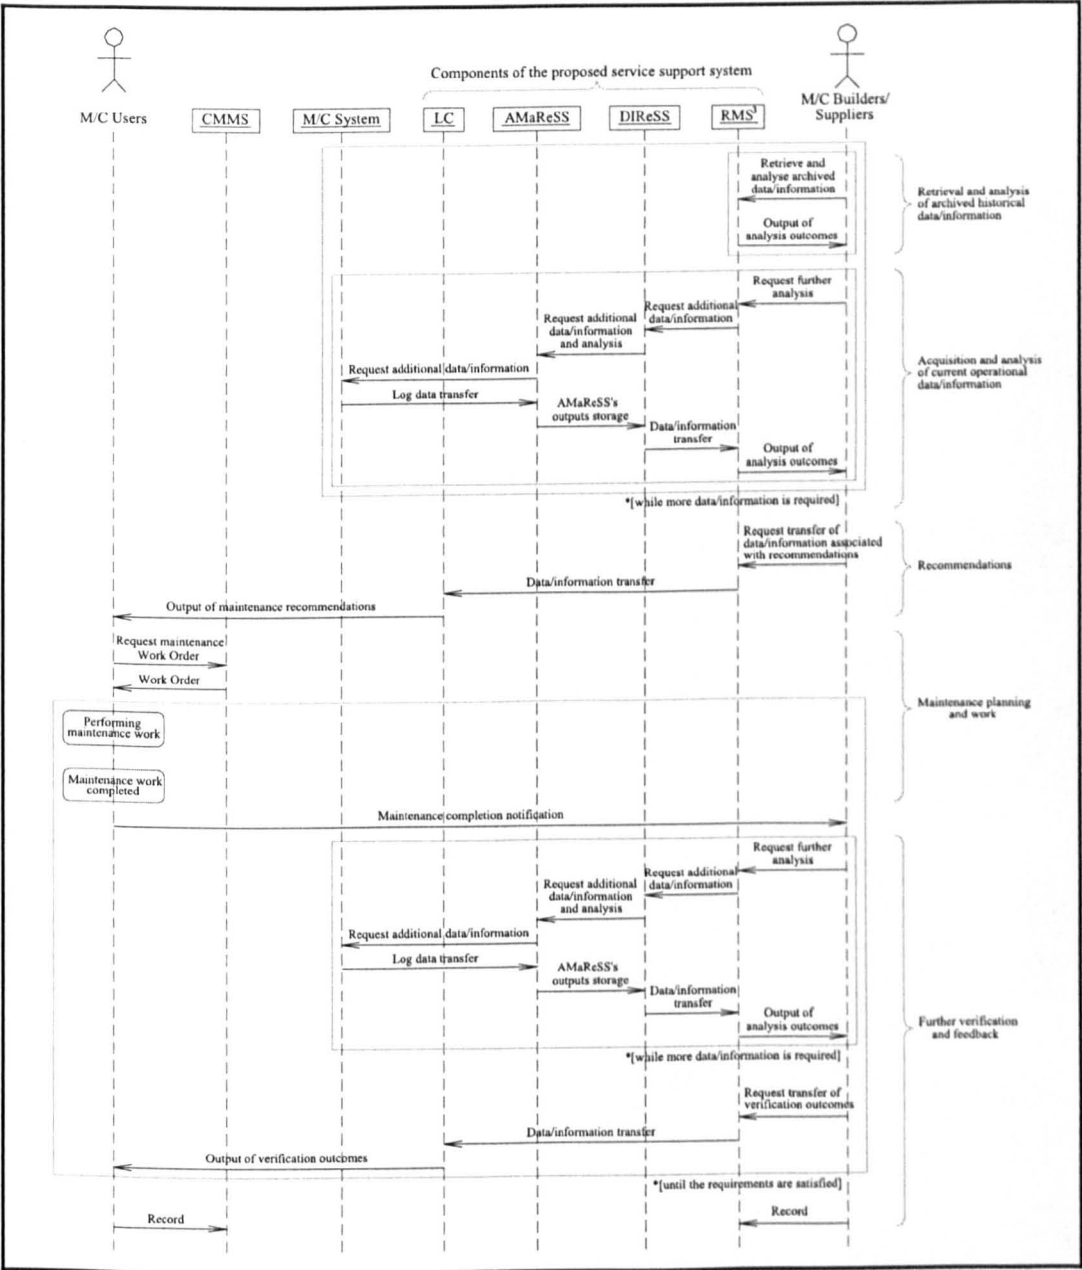 Components of the proposed service support system
M/C Users
CMMS
M/C System
LC
AMaReSS
DIReSS
RMS³
M/C Builders/
Suppliers
Retrieve and
analyse archived
data/information
Output of
analysis outcomes
Retrieval and analysis
of archived historical
data/information
Request further
analysis
Request additional
data/information
Request additional
data/information
and analysis
Request additional data/information
Log data transfer
AMaReSS's
outputs storage
Data/information
transfer
Output of
analysis outcomes
Acquisition and analysis
of current operational
data/information
*[while more data/information is required]
Request transfer of
data/information associated
with recommendations
Data/information transfer
Output of maintenance recommendations
Recommendations
Request maintenance
Work Order
Work Order
Performing
maintenance work
Maintenance work
completed
Maintenance planning
and work
Maintenance completion notification
Request further
analysis
Request additional
data/information
Request additional
data/information
and analysis
Request additional data/information
Log data transfer
AMaReSS's
outputs storage
Data/information
transfer
Output of
analysis outcomes
Further verification
and feedback
*[while more data/information is required]
Request transfer of
verification outcomes
Data/information transfer
Output of verification outcomes
*[until the requirements are satisfied]
Record
Record